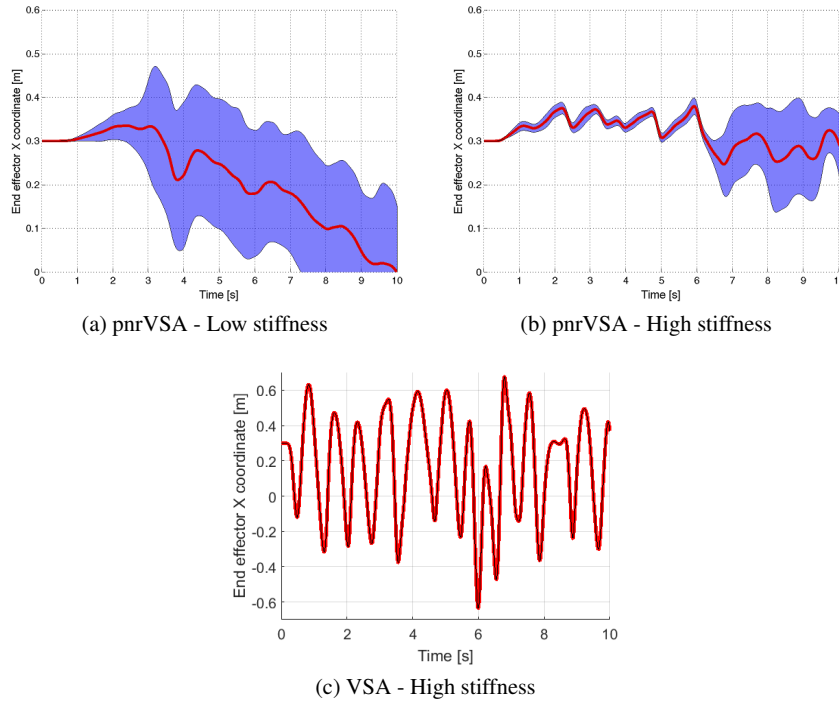 0.6
0.5
0.4
0.3
0.2
0.1
0
End effector X coordinate [m]
0 1 2 3 4 5 6 7 8 9 10
Time [s]
(a) pnrVSA - Low stiffness
0.6
0.5
0.4
0.3
0.2
0.1
0
End effector X coordinate [m]
0 1 2 3 4 5 6 7 8 9 10
Time [s]
(b) pnrVSA - High stiffness
0.6
0.4
0.2
0
-0.2
-0.4
-0.6
End effector X coordinate [m]
0 2 4 6 8 10
Time [s]
(c) VSA - High stiffness